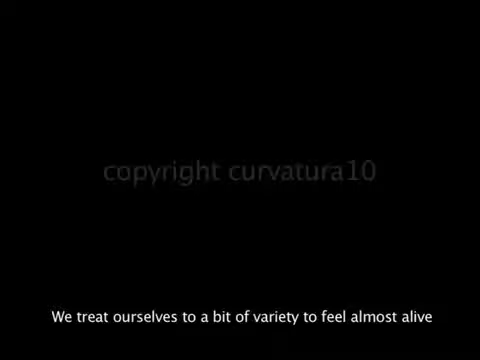 copyright curvatura10
We treat ourselves to a bit of variety to feel almost alive